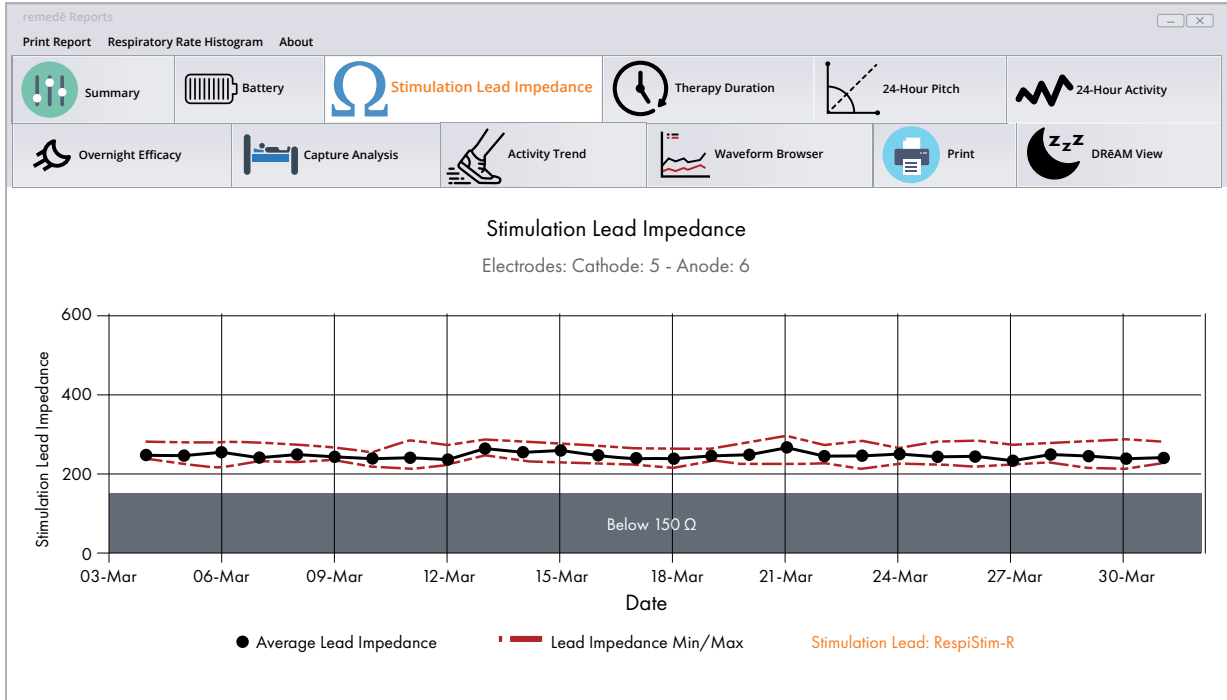 remedē Reports
Print Report Respiratory Rate Histogram About
Summary Battery Ω Stimulation Lead Impedance Therapy Duration 24-Hour Pitch 24-Hour Activity
Overnight Efficacy Capture Analysis Activity Trend Waveform Browser Print zzZ DRēAM View
Stimulation Lead Impedance
Electrodes: Cathode: 5 - Anode: 6
Stimulation Lead Impedance
600
400
200
0
Below 150 Ω
03-Mar 06-Mar 09-Mar 12-Mar 15-Mar 18-Mar 21-Mar 24-Mar 27-Mar 30-Mar
Date
Average Lead Impedance Lead Impedance Min/Max Stimulation Lead: RespiStim-R